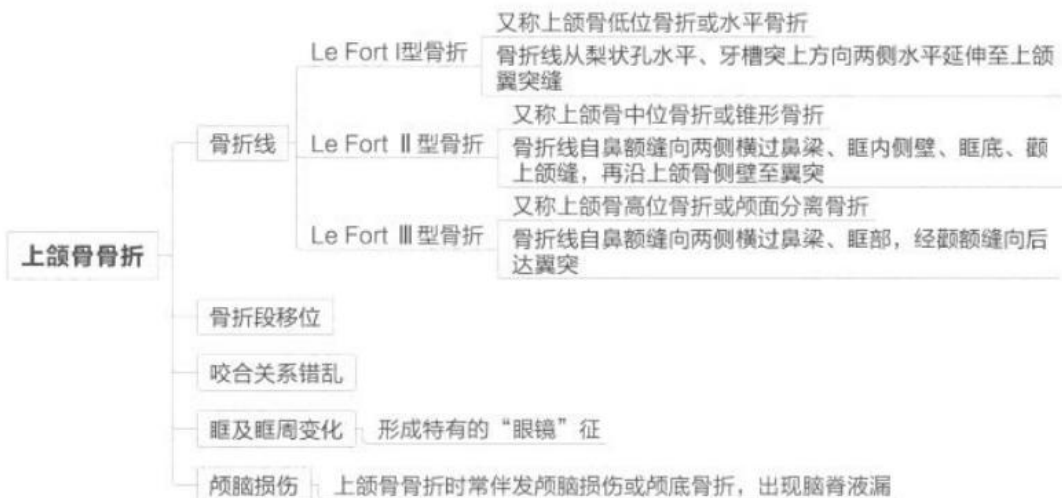 又称上颌骨低位骨折或水平骨折
Le Fort Ⅰ型骨折
骨折线从梨状孔水平、牙槽突上方向两侧水平延伸至上颌
翼突缝
又称上颌骨中位骨折或锥形骨折
骨折线
Le Fort Ⅱ型骨折
骨折线自鼻额缝向两侧横过鼻梁、眶内侧壁、眶底、颧
上颌缝，再沿上颌骨侧壁至翼突
又称上颌骨高位骨折或颅面分离骨折
Le Fort Ⅲ型骨折
骨折线自鼻额缝向两侧横过鼻梁、眶部，经颧额缝向后
达翼突
上颌骨骨折
骨折段移位
咬合关系错乱
眶及眶周变化
形成特有的“眼镜”征
颅脑损伤
上颌骨骨折时常伴发颅脑损伤或颅底骨折，出现脑脊液漏